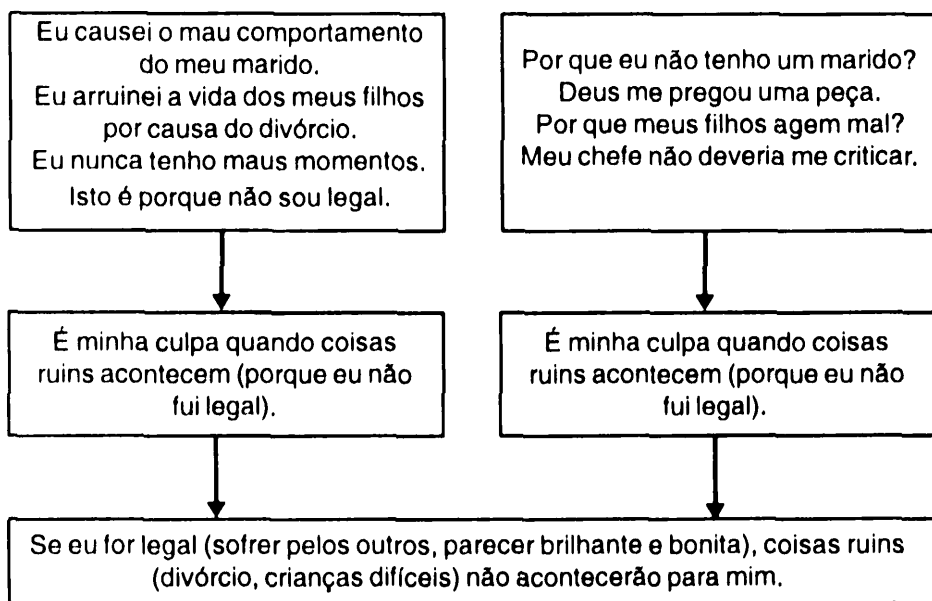 Eu causei o mau comportamento
do meu marido.
Eu arruinei a vida dos meus filhos
por causa do divórcio.
Eu nunca tenho maus momentos.
Isto é porque não sou legal.
Por que eu não tenho um marido?
Deus me pregou uma peça.
Por que meus filhos agem mal?
Meu chefe não deveria me criticar.
É minha culpa quando coisas
ruins acontecem (porque eu não
fui legal).
É minha culpa quando coisas
ruins acontecem (porque eu não
fui legal).
Se eu for legal (sofrer pelos outros, parecer brilhante e bonita), coisas ruins
(divórcio, crianças difíceis) não acontecerão para mim.